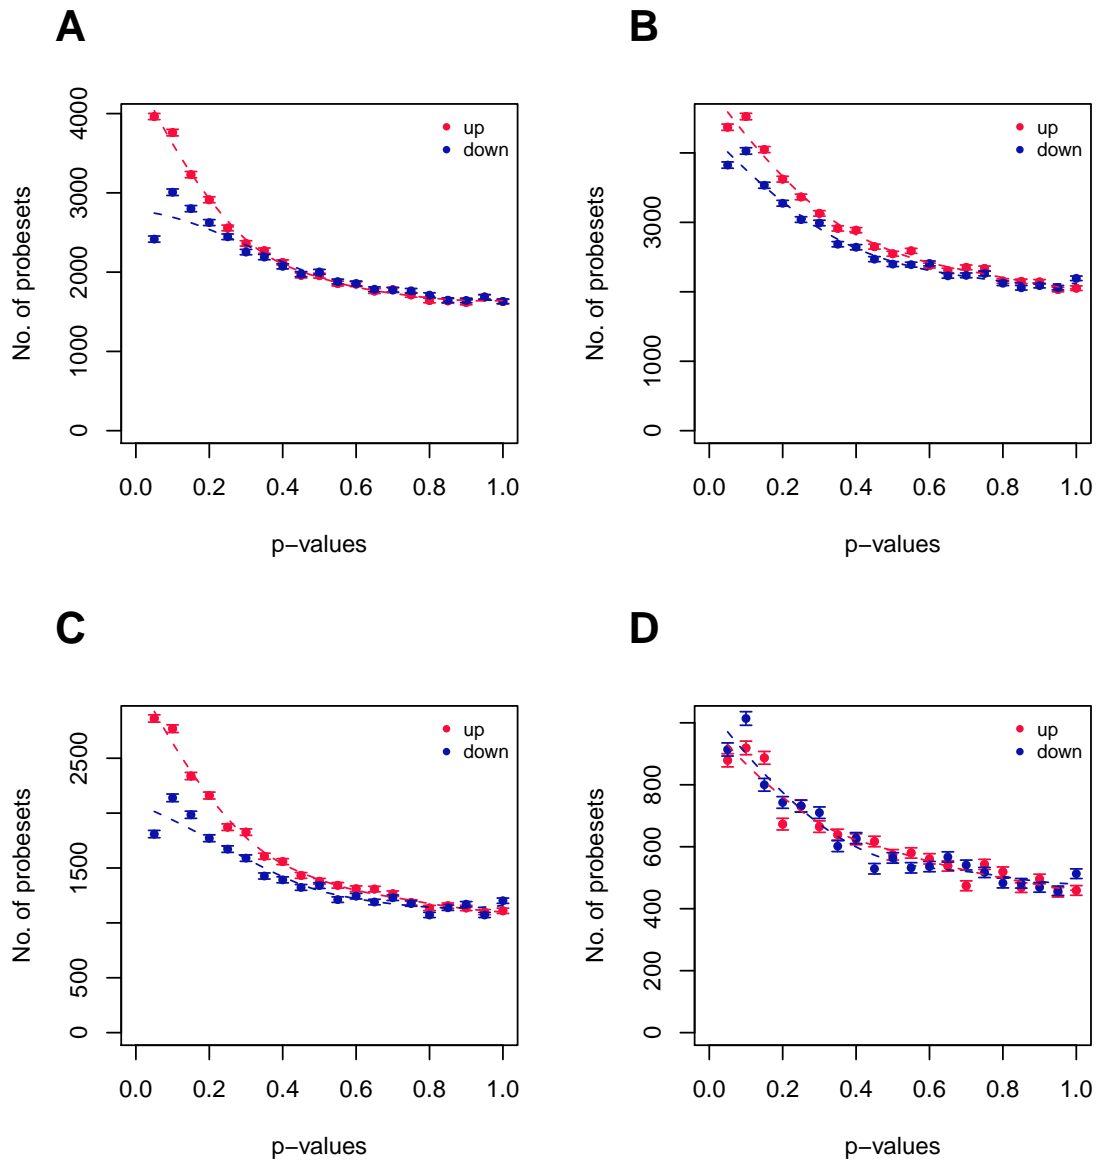 A
No. of probesets
4000
3000
2000
1000
0
up
down
0.0 0.2 0.4 0.6 0.8 1.0
p−values
B
No. of probesets
3000
1000
0
up
down
0.0 0.2 0.4 0.6 0.8 1.0
p−values
C
No. of probesets
2500
1500
500
0
up
down
0.0 0.2 0.4 0.6 0.8 1.0
p−values
D
No. of probesets
800
600
400
200
0
up
down
0.0 0.2 0.4 0.6 0.8 1.0
p−values